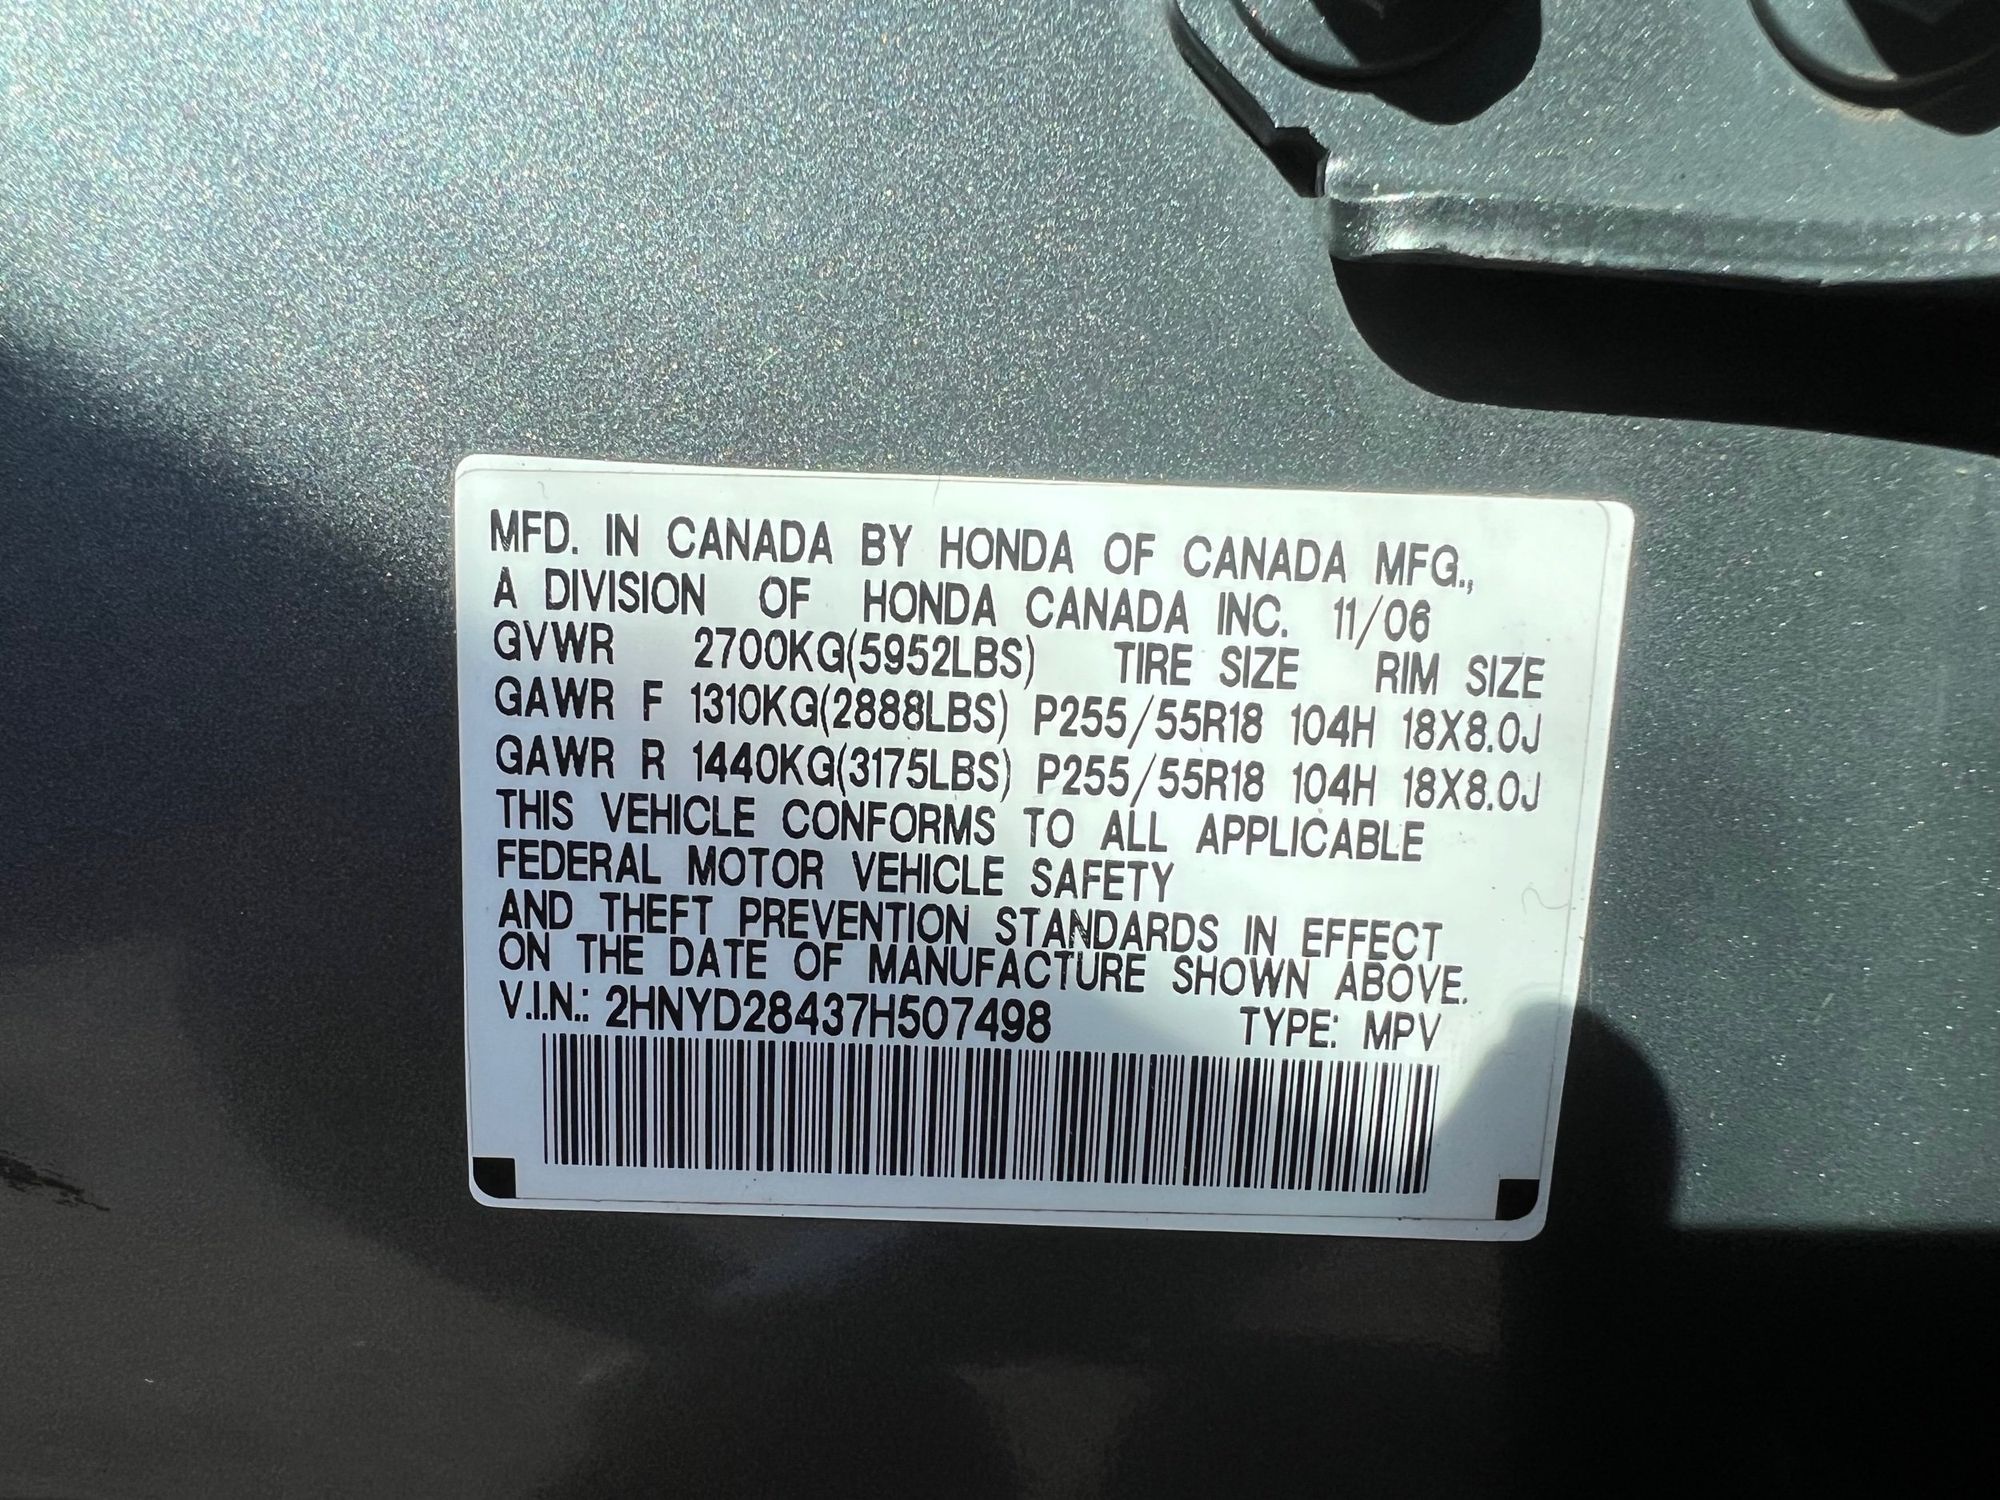 MFD. IN CANADA BY HONDA OF CANADA MFG.,
A DIVISION OF HONDA CANADA INC. 11/06
GVWR 2700KG(5952LBS) TIRE SIZE RIM SIZE
GAWR F 1310KG(2888LBS) P255/55R18 104H 18X8.0J
GAWR R 1440KG(3175LBS) P255/55R18 104H 18X8.0J
THIS VEHICLE CONFORMS TO ALL APPLICABLE
FEDERAL MOTOR VEHICLE SAFETY
AND THEFT PREVENTION STANDARDS IN EFFECT
ON THE DATE OF MANUFACTURE SHOWN ABOVE.
V.I.N.: 2HNYD28437H507498 TYPE: MPV